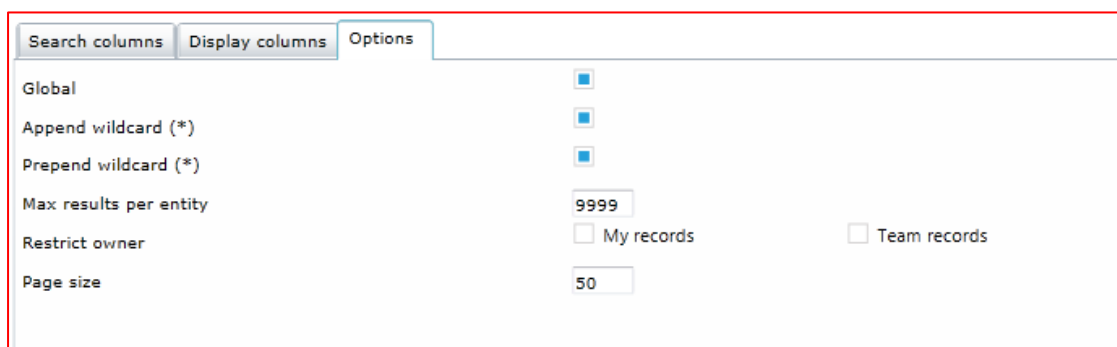 Search columns Display columns Options
Global
Append wildcard (*)
Prepend wildcard (*)
Max results per entity 9999
Restrict owner My records Team records
Page size 50